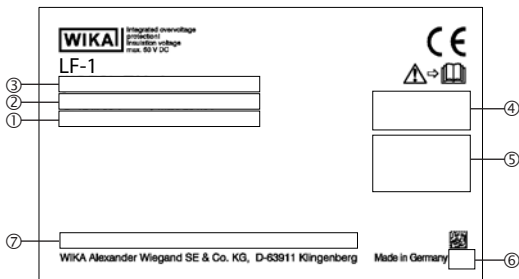 WIKA
Integrated overvoltage
protection!
Insulation voltage
max. 50 V DC
CE
LF-1
③
②
①
④
⑤
⑦
WIKA Alexander Wiegand SE & Co. KG, D-63911 Klingenberg
Made in Germany
⑥